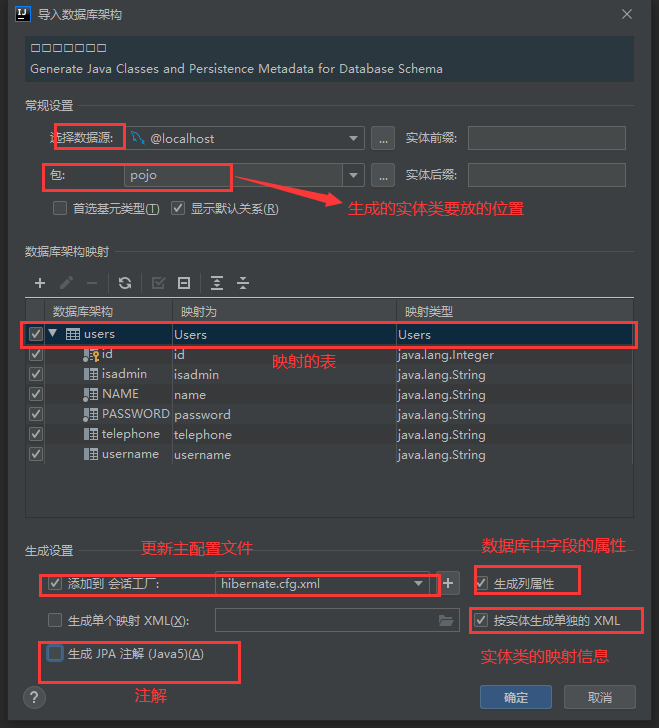 IJ 导入数据库架构
□□□□□□□
Generate Java Classes and Persistence Metadata for Database Schema
常规设置
选择数据源: @localhost ... 实体前缀:
包: pojo ... 实体后缀:
首选基元类型(T) 显示默认关系(R) 生成的实体类要放的位置
数据库架构映射
数据库架构 映射为 映射类型
users Users Users
id id java.lang.Integer
映射的表
isadmin isadmin java.lang.String
NAME name java.lang.String
PASSWORD password java.lang.String
telephone telephone java.lang.String
username username java.lang.String
生成设置 更新主配置文件 数据库中字段的属性
添加到 会话工厂: hibernate.cfg.xml 生成列属性
生成单个映射 XML(X): 按实体生成单独的 XML
生成 JPA 注解 (Java5)(A) 实体类的映射信息
注解
? 确定 取消